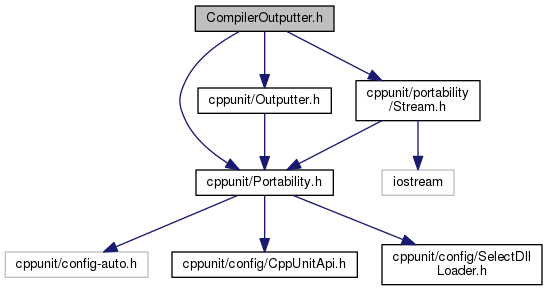 CompilerOutputter.h
cppunit/Outputter.h
cppunit/portability
/Stream.h
cppunit/Portability.h
iostream
cppunit/config-auto.h
cppunit/config/CppUnitApi.h
cppunit/config/SelectDll
Loader.h